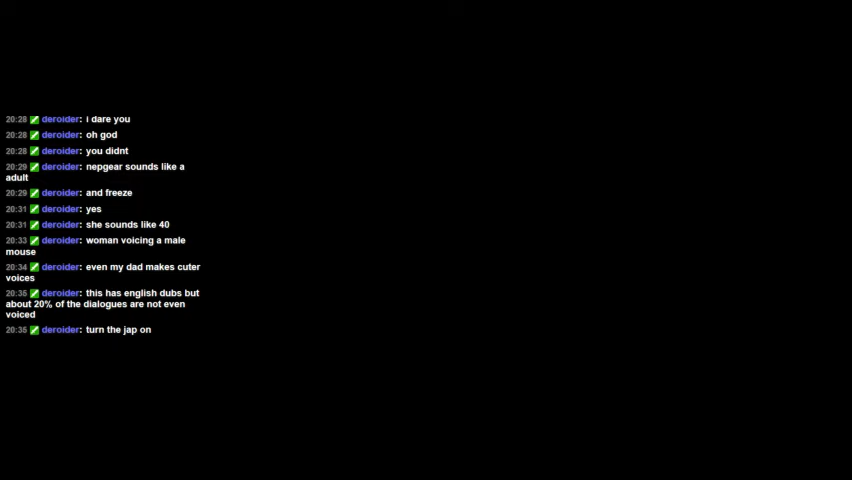 20:28 deroider: i dare you
20:28 deroider: oh god
20:28 deroider: you didnt
20:29 deroider: nepgear sounds like a
adult
20:29 deroider: and freeze
20:31 deroider: yes
20:31 deroider: she sounds like 40
20:33 deroider: woman voicing a male
mouse
20:34 deroider: even my dad makes cuter
voices
20:35 deroider: this has english dubs but
about 20% of the dialogues are not even
voiced
20:35 deroider: turn the jap on